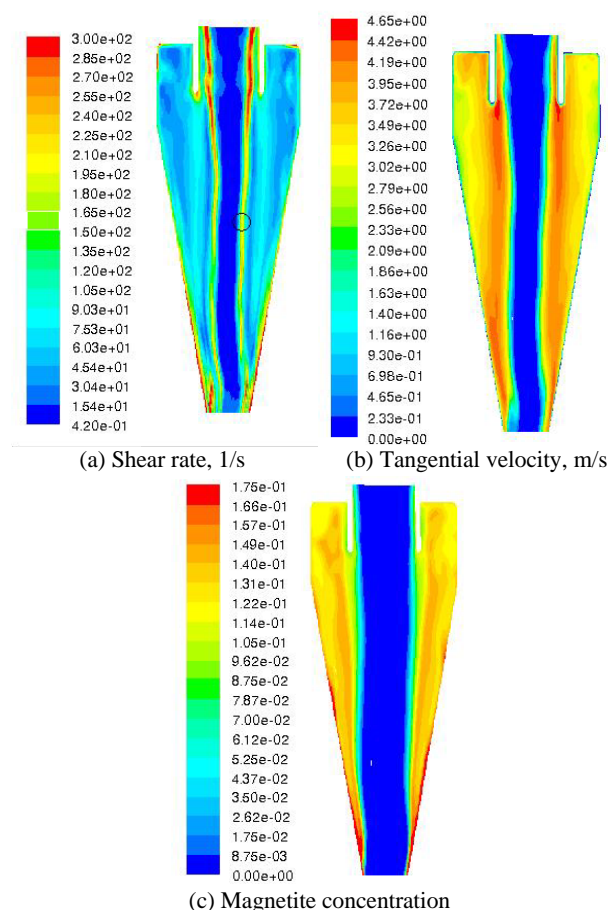 3.00e+02
2.85e+02
2.70e+02
2.55e+02
2.40e+02
2.25e+02
2.10e+02
1.95e+02
1.80e+02
1.65e+02
1.50e+02
1.35e+02
1.20e+02
1.05e+02
9.03e+01
7.53e+01
6.03e+01
4.54e+01
3.04e+01
1.54e+01
4.20e-01
(a) Shear rate, 1/s
4.65e+00
4.42e+00
4.19e+00
3.95e+00
3.72e+00
3.49e+00
3.26e+00
3.02e+00
2.79e+00
2.56e+00
2.33e+00
2.09e+00
1.86e+00
1.63e+00
1.40e+00
1.16e+00
9.30e-01
6.98e-01
4.65e-01
2.33e-01
0.00e+00
(b) Tangential velocity, m/s
1.75e-01
1.66e-01
1.57e-01
1.49e-01
1.40e-01
1.31e-01
1.22e-01
1.14e-01
1.05e-01
9.62e-02
8.75e-02
7.87e-02
7.00e-02
6.12e-02
5.25e-02
4.37e-02
3.50e-02
2.62e-02
1.75e-02
8.75e-03
0.00e+00
(c) Magnetite concentration